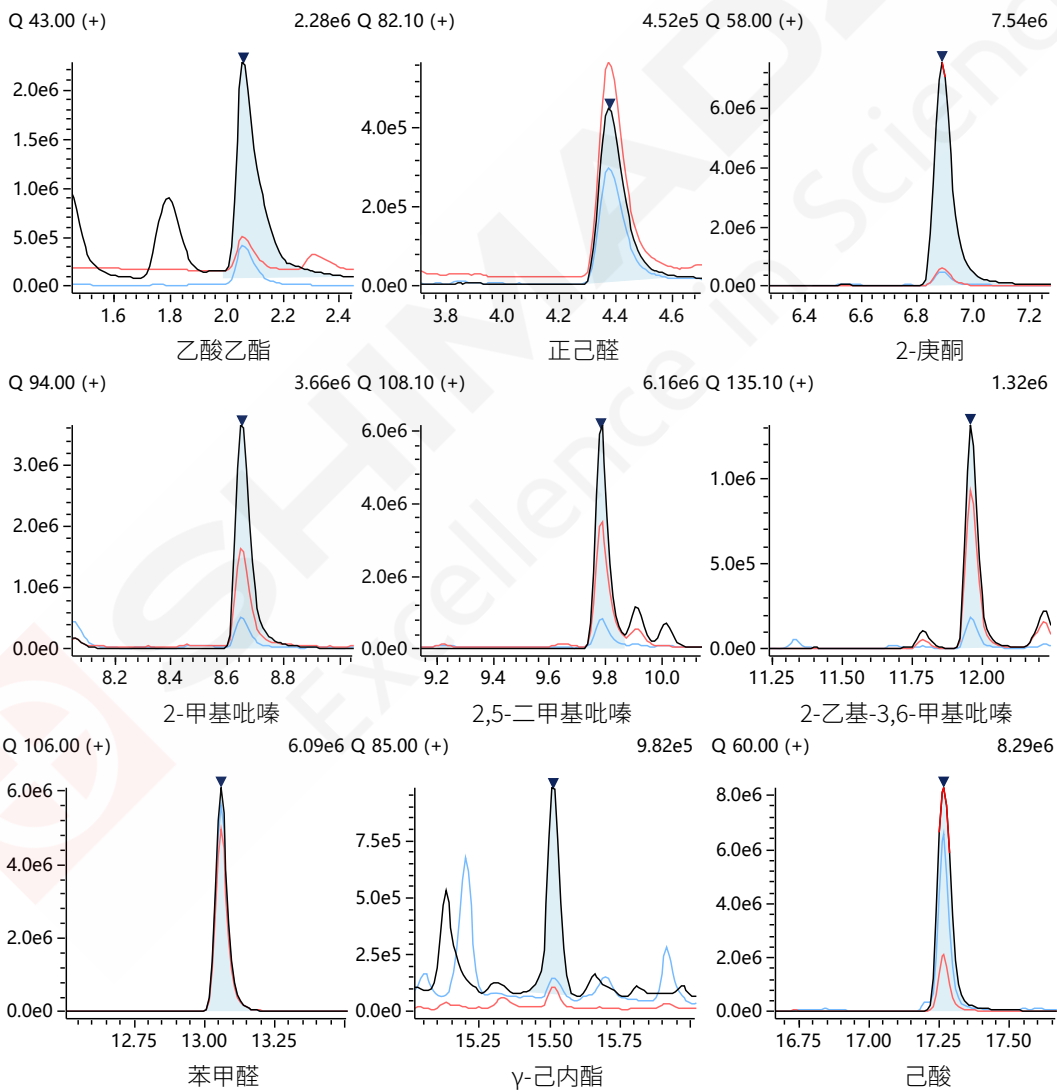 Q 43.00 (+) 2.28e6 Q 82.10 (+) 4.52e5 Q 58.00 (+) 7.54e6
2.0e6
1.5e6
1.0e6
5.0e5
0.0e0
1.6 1.8 2.0 2.2 2.4
乙酸乙酯
4.0e5
2.0e5
0.0e0
3.8 4.0 4.2 4.4 4.6
正己醛
6.0e6
4.0e6
2.0e6
0.0e0
6.4 6.6 6.8 7.0 7.2
2-庚酮
Q 94.00 (+) 3.66e6 Q 108.10 (+) 6.16e6 Q 135.10 (+) 1.32e6
3.0e6
2.0e6
1.0e6
0.0e0
8.2 8.4 8.6 8.8
2-甲基吡嗪
6.0e6
4.0e6
2.0e6
0.0e0
9.2 9.4 9.6 9.8 10.0
2,5-二甲基吡嗪
1.0e6
5.0e5
0.0e0
11.25 11.50 11.75 12.00
2-乙基-3,6-甲基吡嗪
Q 106.00 (+) 6.09e6 Q 85.00 (+) 9.82e5 Q 60.00 (+) 8.29e6
6.0e6
4.0e6
2.0e6
0.0e0
12.75 13.00 13.25
苯甲醛
7.5e5
5.0e5
2.5e5
0.0e0
15.25 15.50 15.75
γ-己内酯
8.0e6
6.0e6
4.0e6
2.0e6
0.0e0
16.75 17.00 17.25 17.50
己酸
SHIMADZ
Excellence in Scienc